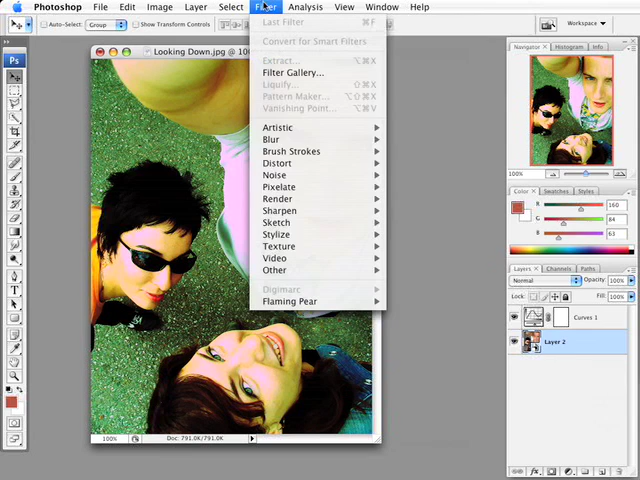 Photoshop File Edit Image Layer Select Filter Analysis View Window Help
Auto-Select: Group Show Transform Controls Workspace
Last Filter ⌘F
Convert for Smart Filters
Extract... ⌥⌘X
Filter Gallery...
Liquify... ⇧⌘X
Pattern Maker... ⌥⇧⌘X
Vanishing Point... ⌥⌘V
Artistic
Blur
Brush Strokes
Distort
Noise
Pixelate
Render
Sharpen
Sketch
Stylize
Texture
Video
Other
Digimarc
Flaming Pear
Ps
Looking Down.jpg @ 10
100% Doc: 791.0K/791.0K
Navigator Histogram Info
100%
Color Swatches Styles
R 160
G 84
B 63
Layers Channels Paths
Normal Opacity: 100%
Lock: Fill: 100%
Curves 1
Layer 2